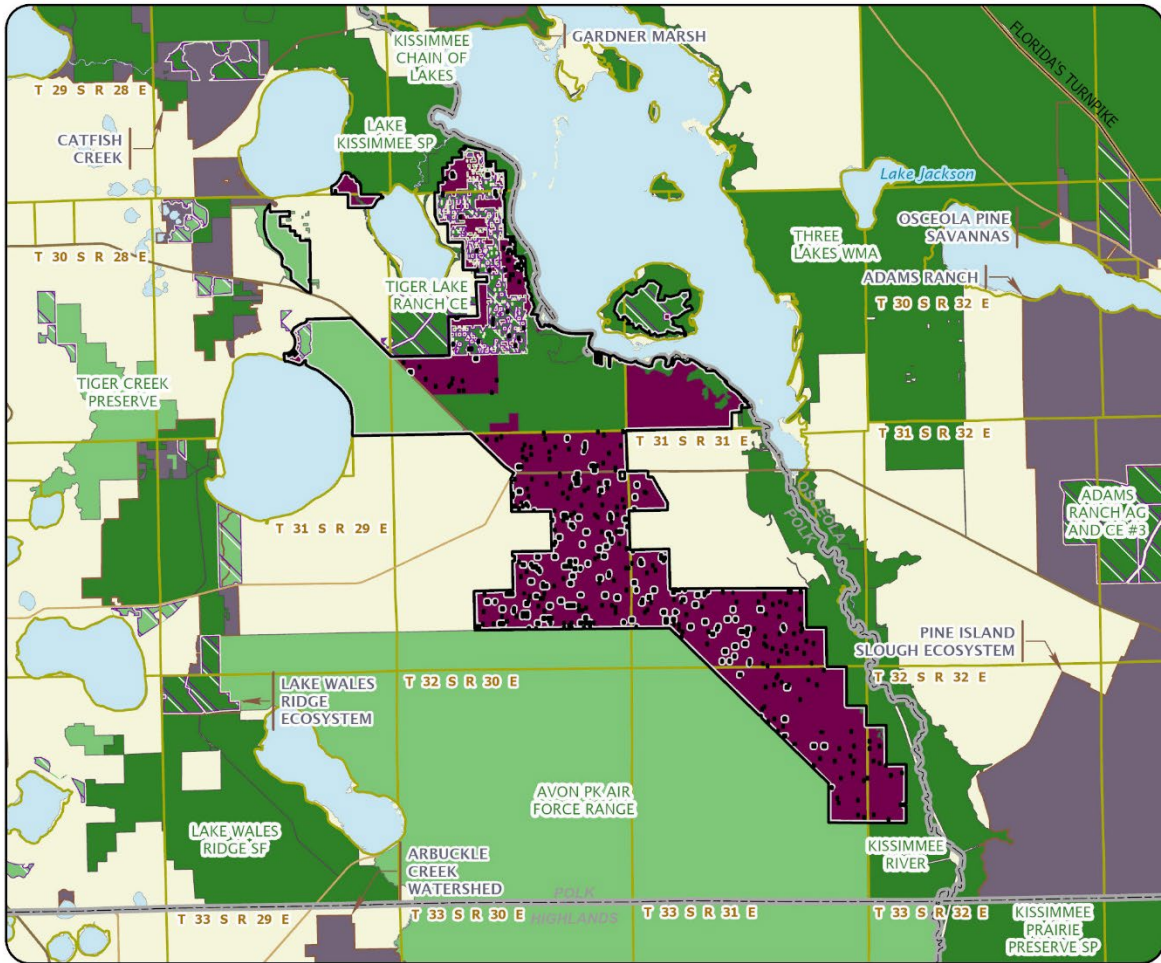 GARDNER MARSH
KISSIMMEE
CHAIN OF
LAKES
FLORIDA'S TURNPIKE
T 29 S R 28 E
CATFISH
CREEK
LAKE
KISSIMMEE SP
Lake Jackson
OSCEOLA PINE
SAVANNAS
THREE
LAKES WMA
T 30 S R 28 E
ADAMS RANCH
TIGER LAKE
RANCH CE
T 30 S R 32 E
TIGER CREEK
PRESERVE
T 31 S R 31 E
T 31 S R 32 E
OSCEOLA
POLK
ADAMS
RANCH AG
AND CE #3
T 31 S R 29 E
PINE ISLAND
SLOUGH ECOSYSTEM
T 32 S R 30 E
T 32 S R 32 E
LAKE WALES
RIDGE
ECOSYSTEM
AVON PK AIR
FORCE RANGE
LAKE WALES
RIDGE SF
KISSIMMEE
RIVER
ARBUCKLE
CREEK
WATERSHED
POLK
HIGHLANDS
T 33 S R 29 E
T 33 S R 30 E
T 33 S R 31 E
T 33 S R 32 E
KISSIMMEE
PRAIRIE
PRESERVE SP